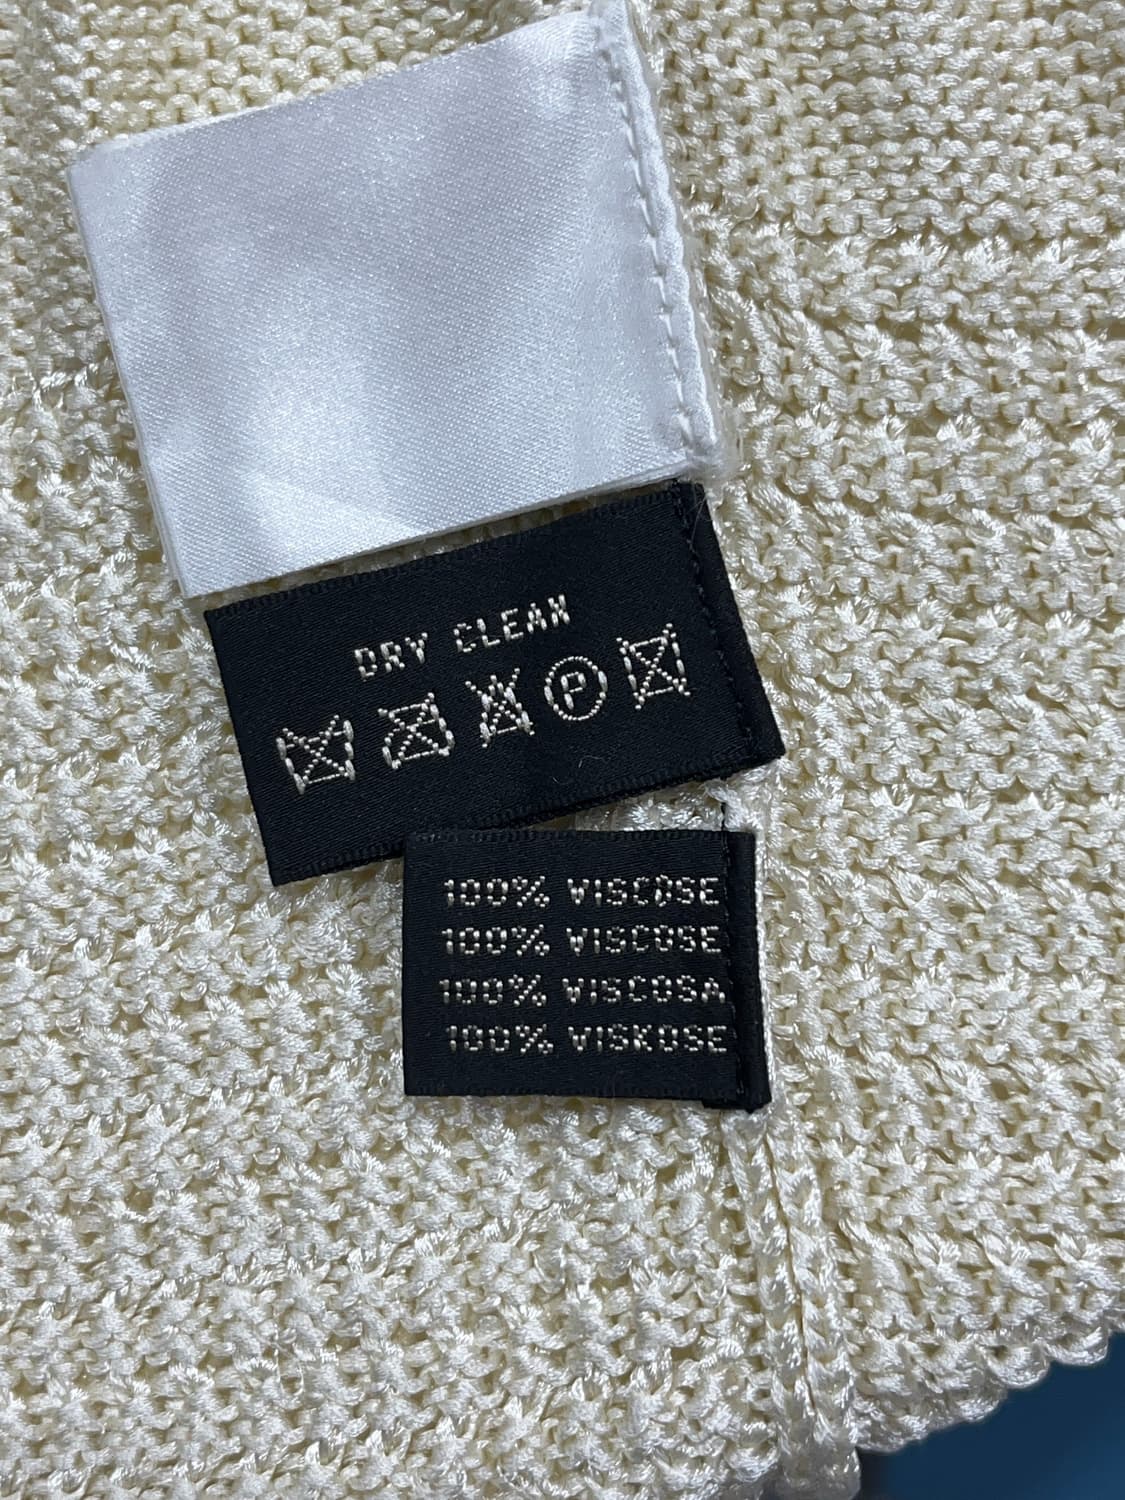 DRY CLEAN
P
100% VISCOSE
100% VISCOSE
100% VISCOSA
100% VISKOSE